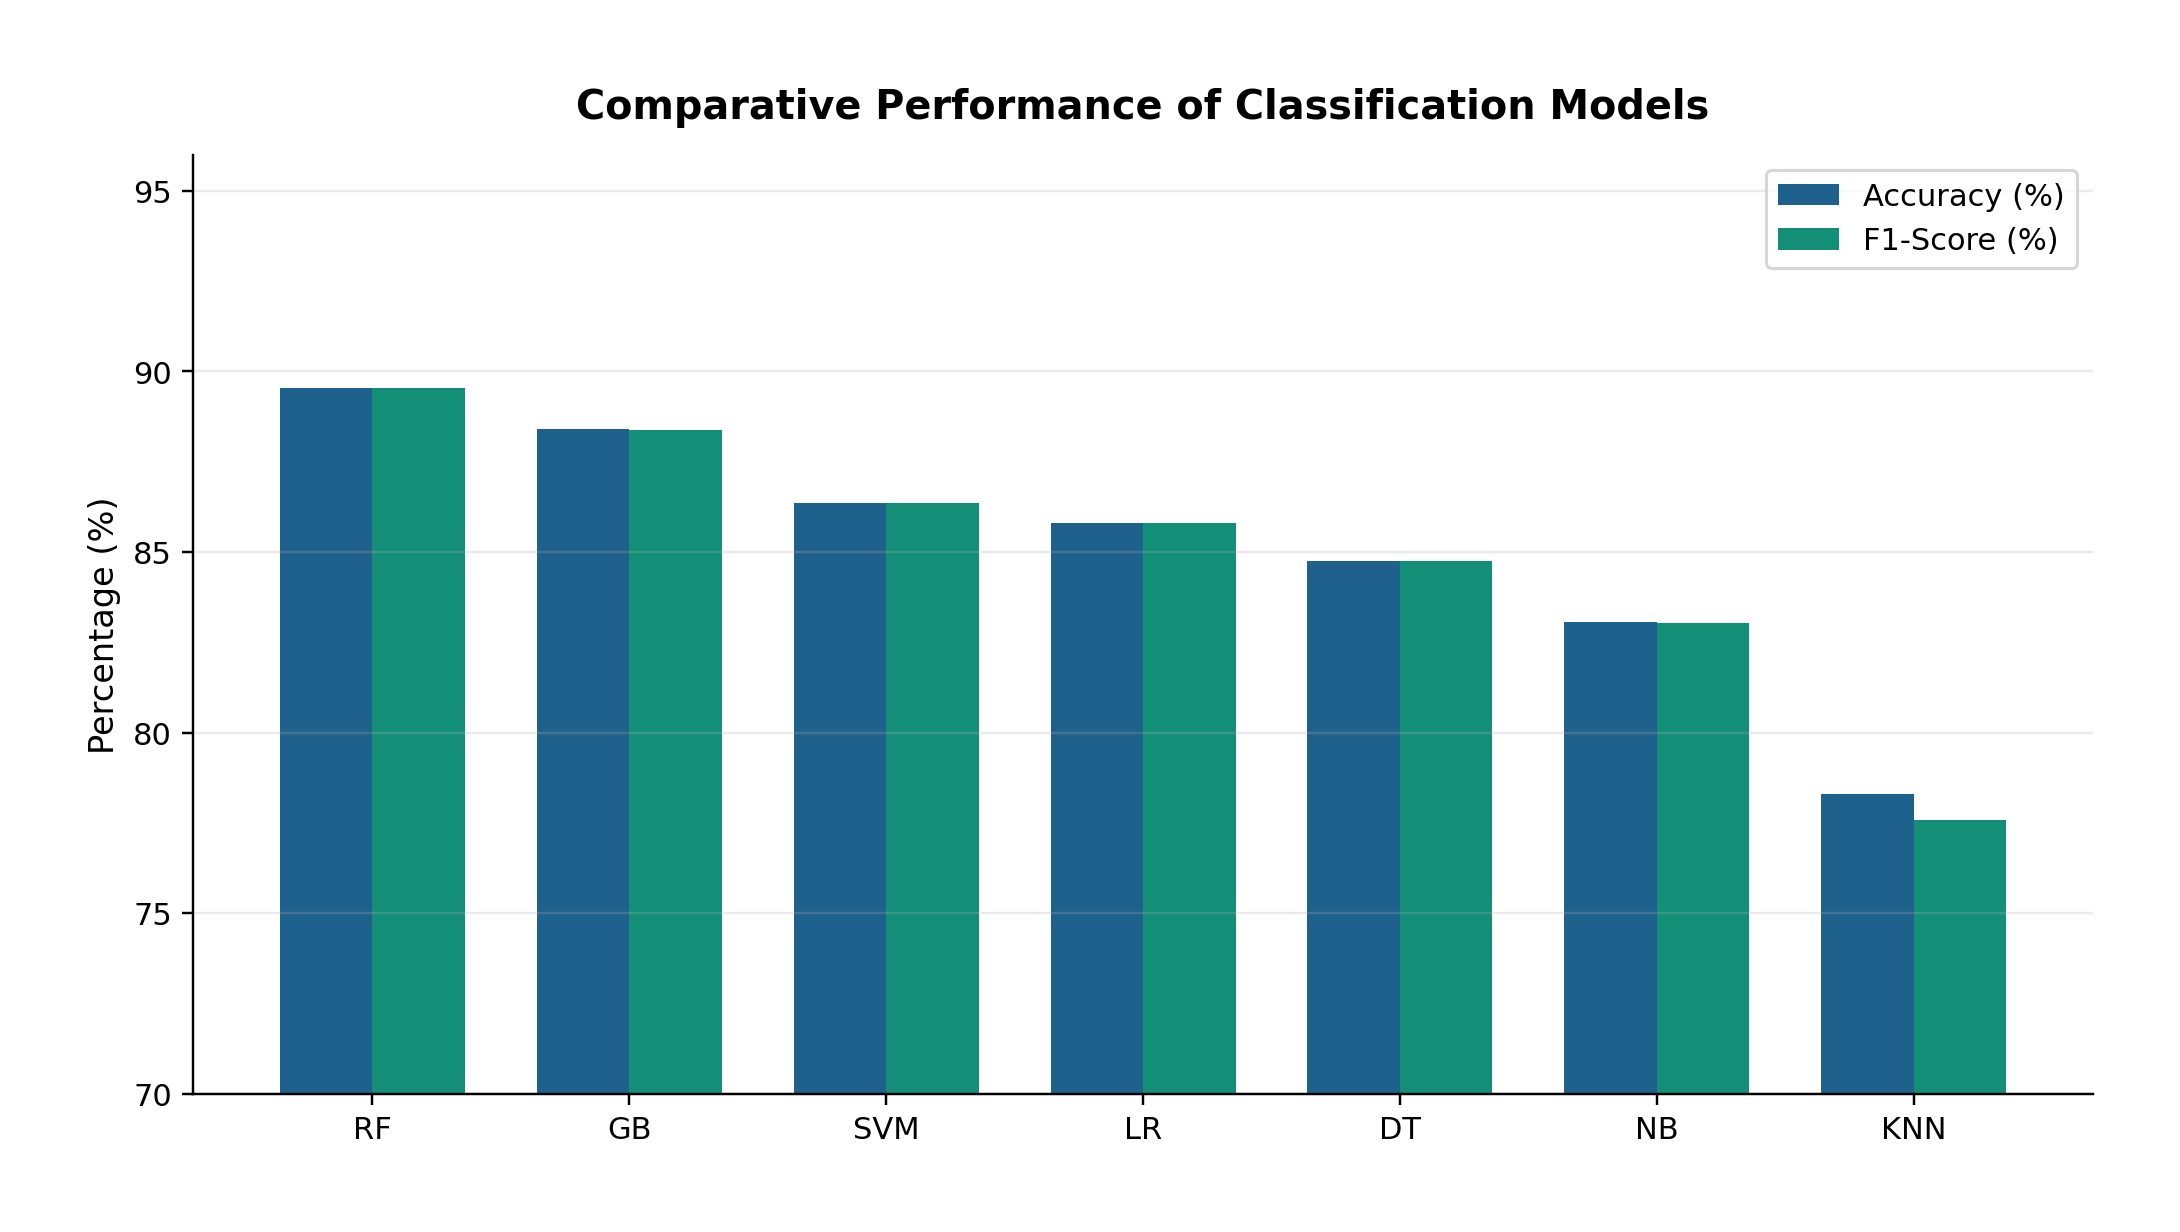 Comparative Performance of Classification Models
Accuracy (%)
F1-Score (%)
Percentage (%)
95
90
85
80
75
70
RF GB SVM LR DT NB KNN